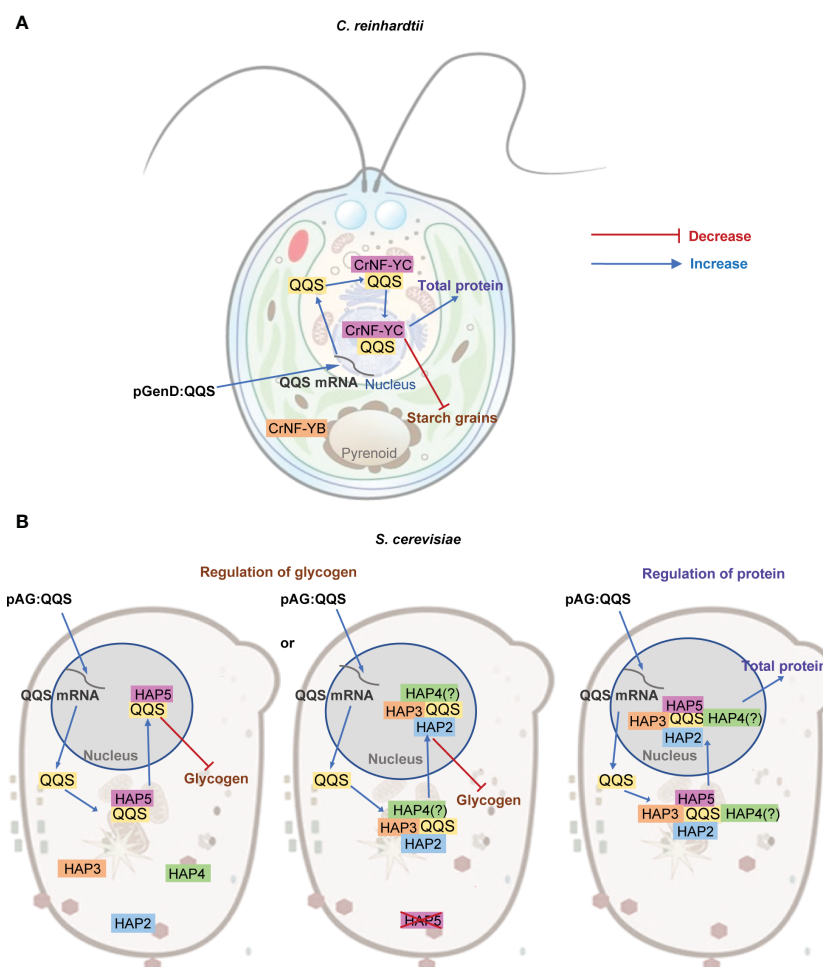 A
C. reinhardtii
CrNF-YC
QQS
QQS
Total protein
CrNF-YC
QQS
pGenD:QQS
QQS mRNA
Nucleus
Starch grains
CrNF-YB
Pyrenoid
Decrease
Increase
B
S. cerevisiae
Regulation of glycogen
Regulation of protein
pAG:QQS
QQS mRNA
HAP5
QQS
Nucleus
Glycogen
QQS
HAP5
QQS
HAP3
HAP4
HAP2
or
pAG:QQS
QQS mRNA
HAP4(?)
HAP3 QQS
HAP2
Nucleus
QQS
Glycogen
HAP4(?)
HAP3 QQS
HAP2
HAP5
pAG:QQS
Total protein
QQS mRNA
HAP5
HAP3 QQS HAP4(?)
HAP2
Nucleus
QQS
HAP5
HAP3 QQS HAP4(?)
HAP2